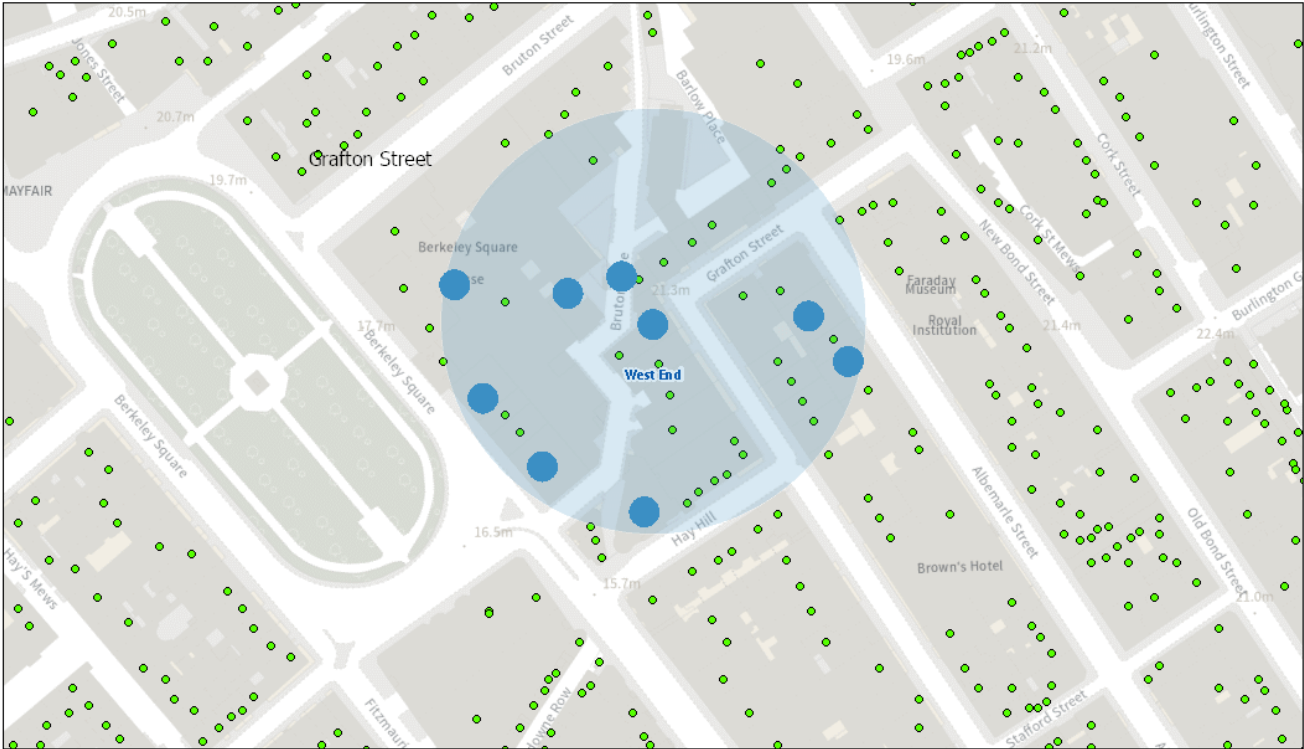 20.5m
Jones Street
Bruton Street
19.6m
21.2m
Burlington Street
Barlow Place
20.7m
Grafton Street
Cork Street
MAYFAIR
19.7m
Berkeley Square
Grafton Street
New Bond Street
Cork St Mews
21.3m
Faraday
Museum
Royal
Institution
17.7m
21.4m
22.4m
Burlington G
Berkeley Square
West End
Berkeley Square
Albemarle Street
16.5m
Hay Hill
Old Bond Street
Hay'S Mews
15.7m
Brown's Hotel
21.0m
Stafford Street
Fitzmauri
downe Row